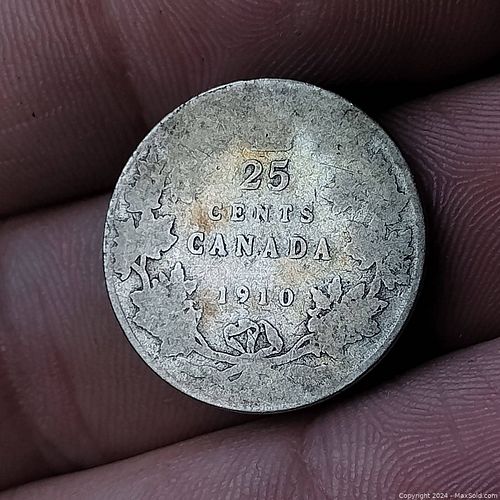 25
CENTS
CANADA
1910
Copyright 2024 - MaxSold.com